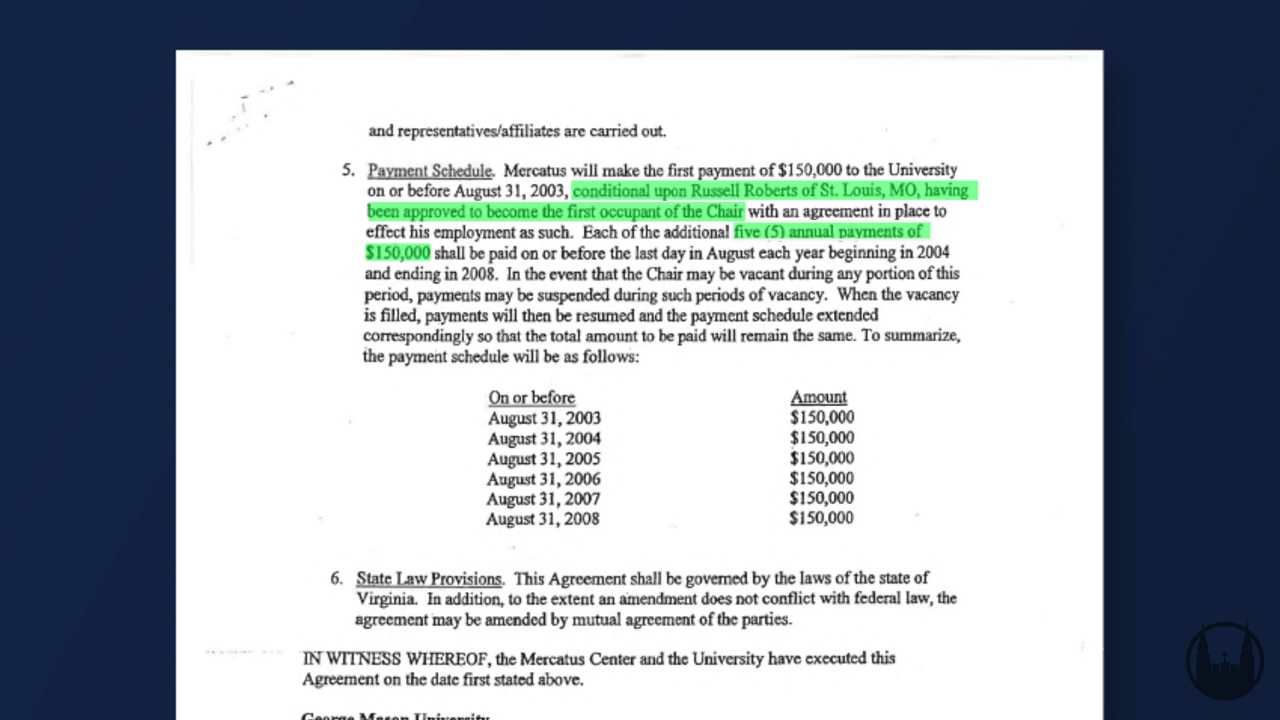 and representatives/affiliates are carried out.
5. Payment Schedule. Mercatus will make the first payment of $150,000 to the University
on or before August 31, 2003, conditional upon Russell Roberts of St. Louis, MO, having
been approved to become the first occupant of the Chair with an agreement in place to
effect his employment as such. Each of the additional five (5) annual payments of
$150,000 shall be paid on or before the last day in August each year beginning in 2004
and ending in 2008. In the event that the Chair may be vacant during any portion of this
period, payments may be suspended during such periods of vacancy. When the vacancy
is filled, payments will then be resumed and the payment schedule extended
correspondingly so that the total amount to be paid will remain the same. To summarize,
the payment schedule will be as follows:
On or before Amount
August 31, 2003 $150,000
August 31, 2004 $150,000
August 31, 2005 $150,000
August 31, 2006 $150,000
August 31, 2007 $150,000
August 31, 2008 $150,000
6. State Law Provisions. This Agreement shall be governed by the laws of the state of
Virginia. In addition, to the extent an amendment does not conflict with federal law, the
agreement may be amended by mutual agreement of the parties.
IN WITNESS WHEREOF, the Mercatus Center and the University have executed this
Agreement on the date first stated above.
George Mason University